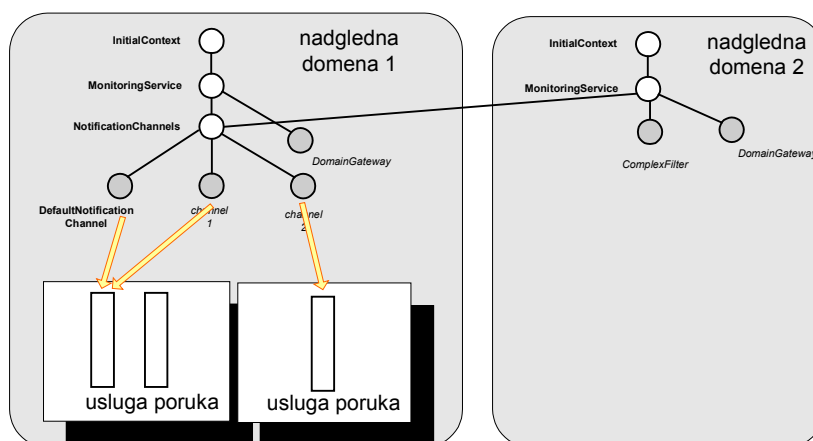 nadgledna
domena 1
InitialContext
MonitoringService
NotificationChannels
DomainGateway
DefaultNotification
Channel
channel
1
channel
2
usluga poruka
usluga poruka
nadgledna
domena 2
InitialContext
MonitoringService
ComplexFilter
DomainGateway